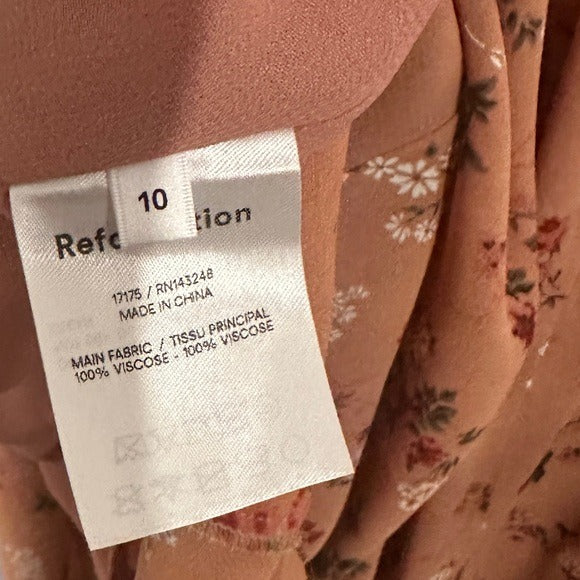 10
Refo tion
17175 / RN143248
MADE IN CHINA
MAIN FABRIC / TISSU PRINCIPAL
100% VISCOSE - 100% VISCOSE